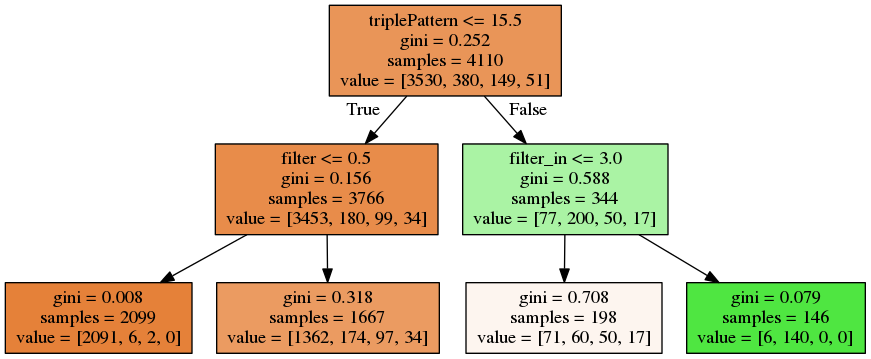 triplePattern <= 15.5
gini = 0.252
samples = 4110
value = [3530, 380, 149, 51]
True
False
filter <= 0.5
gini = 0.156
samples = 3766
value = [3453, 180, 99, 34]
filter_in <= 3.0
gini = 0.588
samples = 344
value = [77, 200, 50, 17]
gini = 0.008
samples = 2099
value = [2091, 6, 2, 0]
gini = 0.318
samples = 1667
value = [1362, 174, 97, 34]
gini = 0.708
samples = 198
value = [71, 60, 50, 17]
gini = 0.079
samples = 146
value = [6, 140, 0, 0]